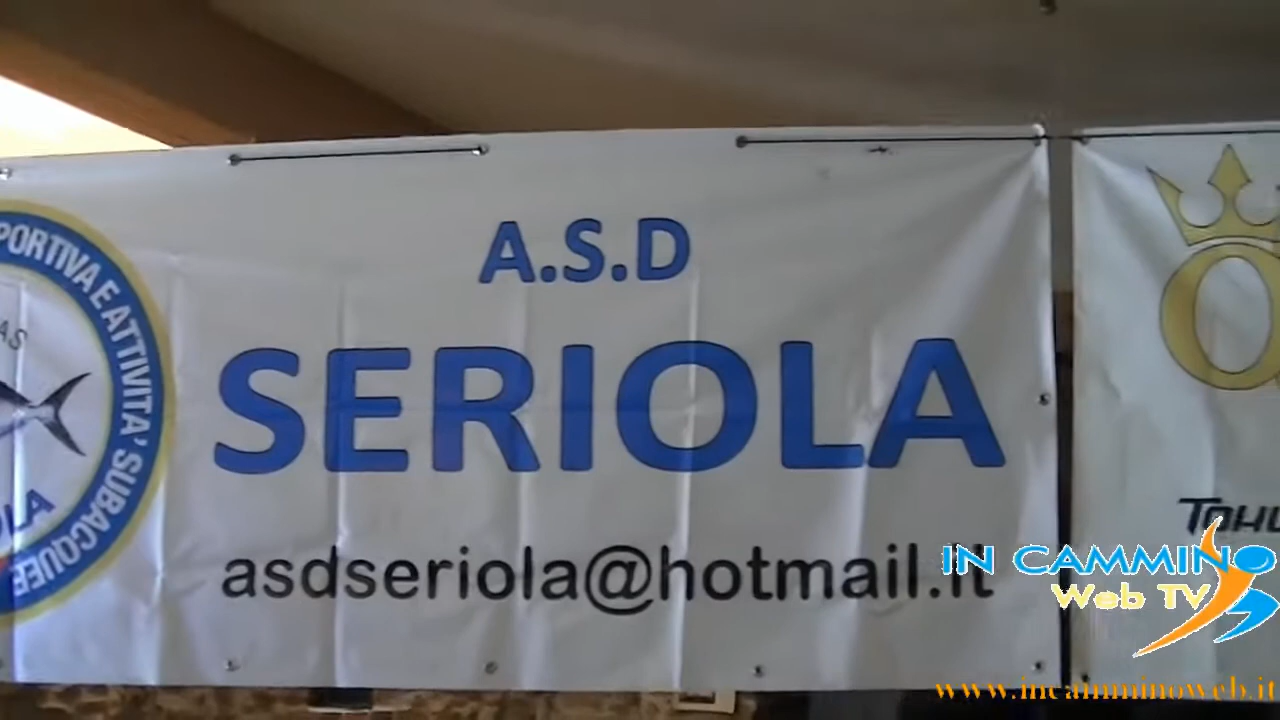 A.S.D
SERIOLA
asdseriola@hotmail.it
PORTIVA E ATTIVITA' SUBACQUEE
IN CAMMINO
Web TV
www.incamminoweb.it